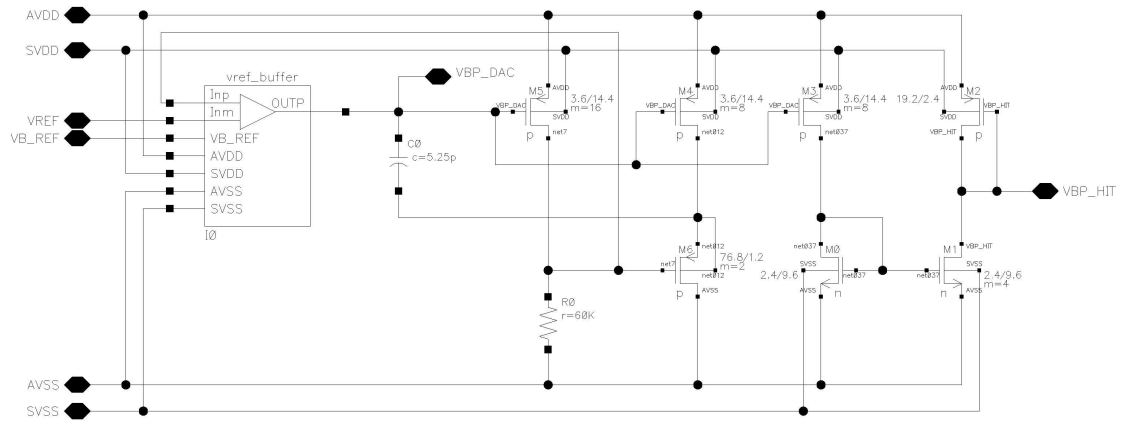 AVDD
SVDD
VREF
VB_REF
AVSS
SVSS
vref_buffer
Inp
Inm
OUTP
VB_REF
AVDD
SVDD
AVSS
SVSS
I0
VBP_DAC
C0
c=5.25p
AVDD
M5
3.6/14.4
m=16
VBP_DAC
SVDD
p
net7
AVDD
M4
3.6/14.4
m=8
VBP_DAC
SVDD
p
net012
AVDD
M3
3.6/14.4
m=8
VBP_DAC
SVDD
p
net037
AVDD
M2
19.2/2.4
VBP_HIT
SVDD
p
VBP_HIT
VBP_HIT
net012
M6
76.8/1.2
m=2
net7
net012
p
AVSS
R0
r=60K
net037
M0
SVSS
2.4/9.6
net037
AVSS
n
VBP_HIT
M1
SVSS
2.4/9.6
m=4
net037
AVSS
n